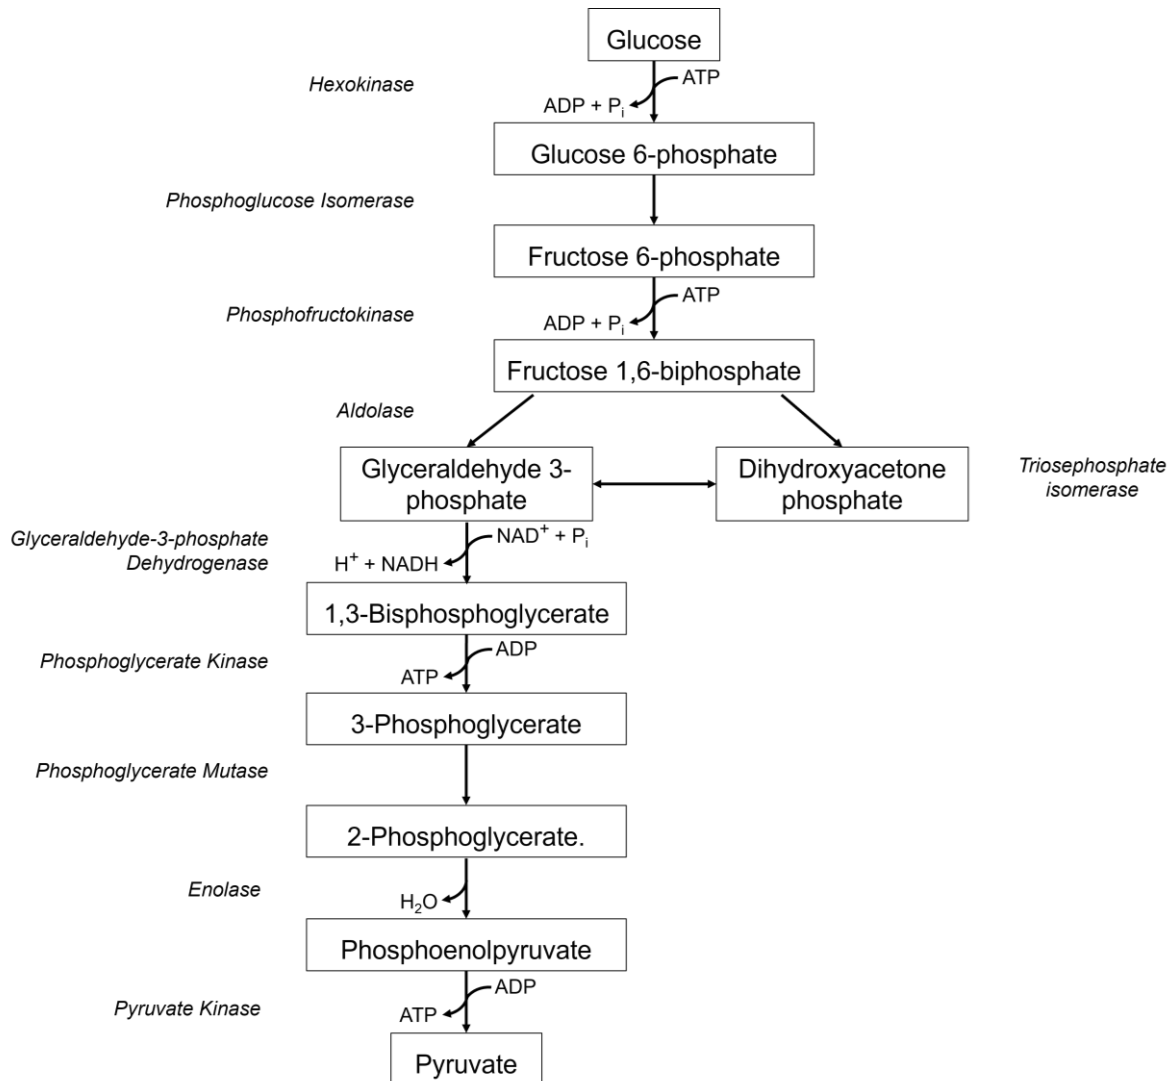 Glucose
Hexokinase
ATP
ADP + Pi
Glucose 6-phosphate
Phosphoglucose Isomerase
Fructose 6-phosphate
Phosphofructokinase
ATP
ADP + Pi
Fructose 1,6-biphosphate
Aldolase
Glyceraldehyde 3-
phosphate
Dihydroxyacetone
phosphate
Triosephosphate
isomerase
Glyceraldehyde-3-phosphate
Dehydrogenase
NAD+ + Pi
H+ + NADH
1,3-Bisphosphoglycerate
Phosphoglycerate Kinase
ADP
ATP
3-Phosphoglycerate
Phosphoglycerate Mutase
2-Phosphoglycerate.
Enolase
H2O
Phosphoenolpyruvate
Pyruvate Kinase
ADP
ATP
Pyruvate